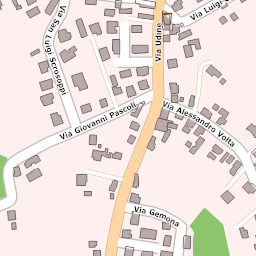 Via San Luigi Scrosoppi
Via Udine
Via Luigi
Via Giovanni Pascoli
Via Alessandro Volta
Via Gemona